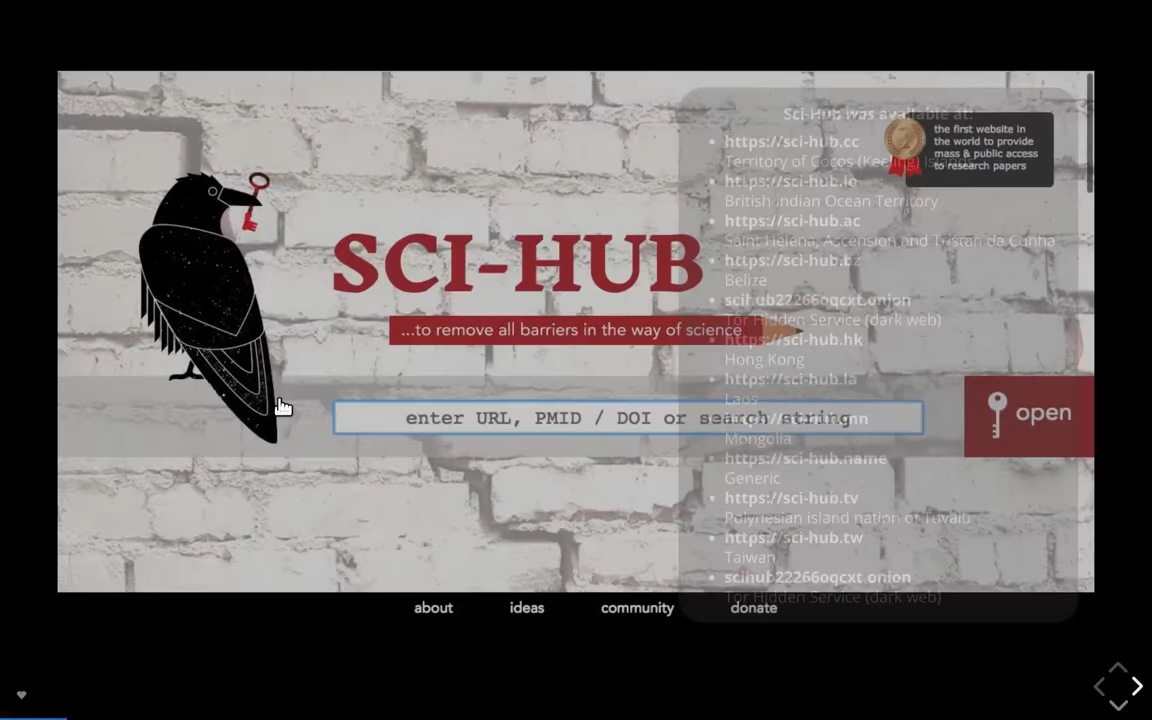 Sci-Hub was available at:
https://sci-hub.cc
Territory of Cocos (Keeling) Islands
https://sci-hub.io
British Indian Ocean Territory
https://sci-hub.ac
Saint Helena, Ascension and Tristan da Cunha
https://sci-hub.bz
Belize
scihub22266oqcxt.onion
Tor Hidden Service (dark web)
https://sci-hub.hk
Hong Kong
https://sci-hub.la
Laos
https://sci-hub.mn
Mongolia
https://sci-hub.name
Generic
https://sci-hub.tv
Polynesian island nation of Tuvalu
https://sci-hub.tw
Taiwan
scihub22266oqcxt.onion
Tor Hidden Service (dark web)
the first website in
the world to provide
mass & public access
to research papers
SCI-HUB
...to remove all barriers in the way of science
enter URL, PMID / DOI or search string
open
about ideas community donate